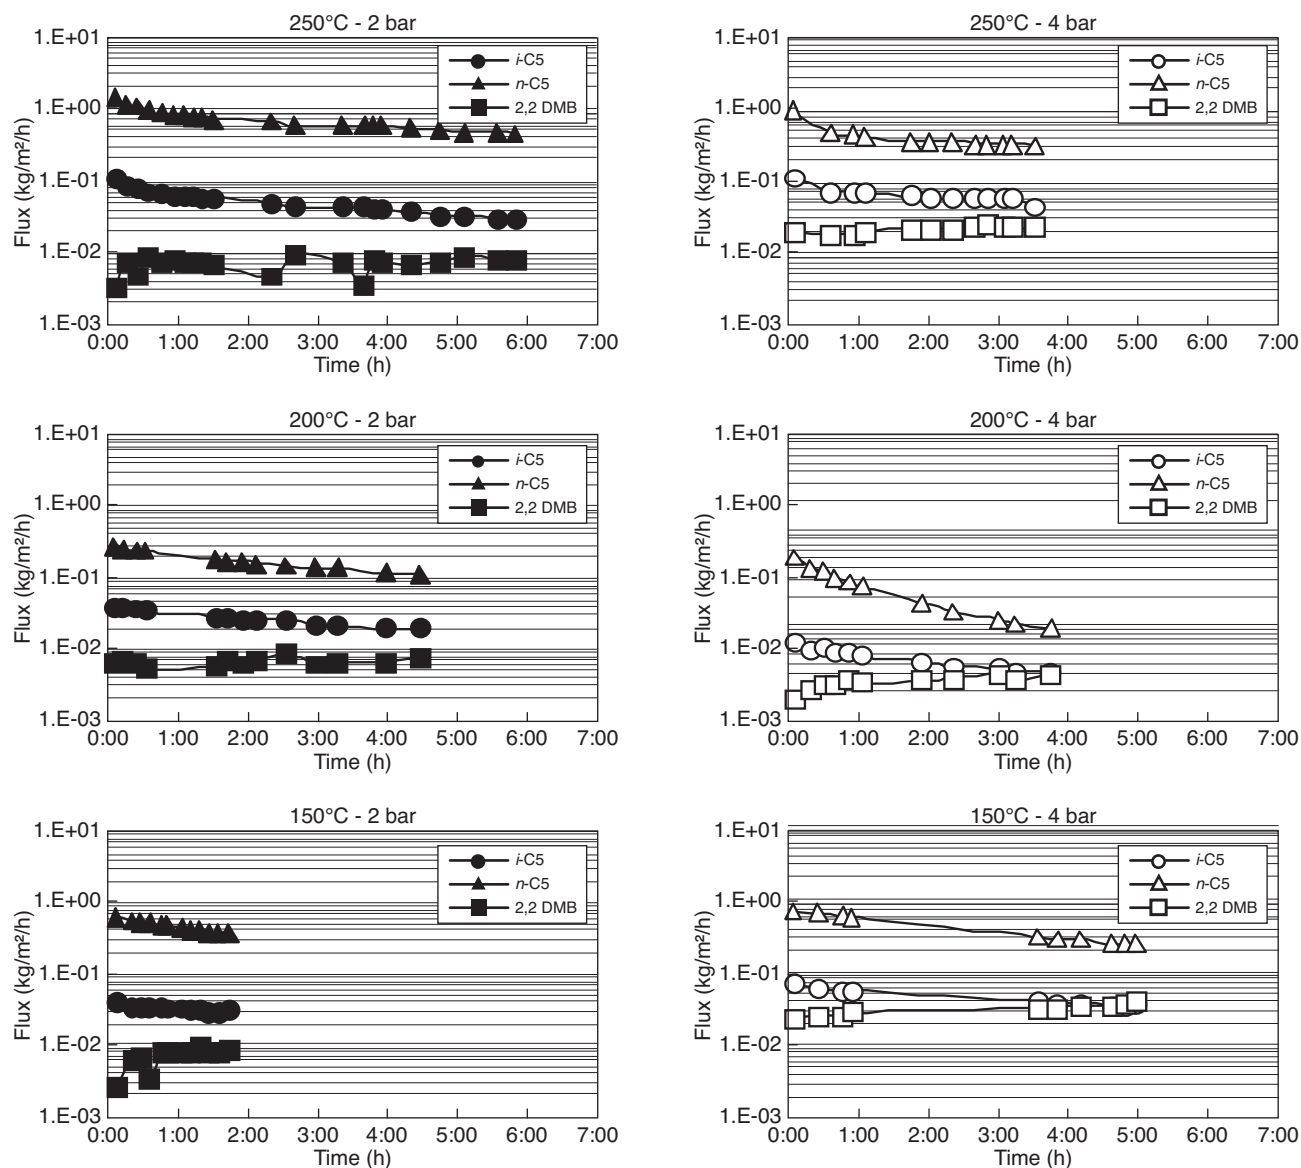 250°C - 2 bar
1.E+01
1.E+00
1.E-01
1.E-02
1.E-03
Flux (kg/m²/h)
i-C5
n-C5
2,2 DMB
0:00 1:00 2:00 3:00 4:00 5:00 6:00 7:00
Time (h)
250°C - 4 bar
1.E+01
1.E+00
1.E-01
1.E-02
1.E-03
Flux (kg/m²/h)
i-C5
n-C5
2,2 DMB
0:00 1:00 2:00 3:00 4:00 5:00 6:00 7:00
Time (h)
200°C - 2 bar
1.E+01
1.E+00
1.E-01
1.E-02
1.E-03
Flux (kg/m²/h)
i-C5
n-C5
2,2 DMB
0:00 1:00 2:00 3:00 4:00 5:00 6:00 7:00
Time (h)
200°C - 4 bar
1.E+01
1.E+00
1.E-01
1.E-02
1.E-03
Flux (kg/m²/h)
i-C5
n-C5
2,2 DMB
0:00 1:00 2:00 3:00 4:00 5:00 6:00 7:00
Time (h)
150°C - 2 bar
1.E+01
1.E+00
1.E-01
1.E-02
1.E-03
Flux (kg/m²/h)
i-C5
n-C5
2,2 DMB
0:00 1:00 2:00 3:00 4:00 5:00 6:00 7:00
Time (h)
150°C - 4 bar
1.E+01
1.E+00
1.E-01
1.E-02
1.E-03
Flux (kg/m²/h)
i-C5
n-C5
2,2 DMB
0:00 1:00 2:00 3:00 4:00 5:00 6:00 7:00
Time (h)